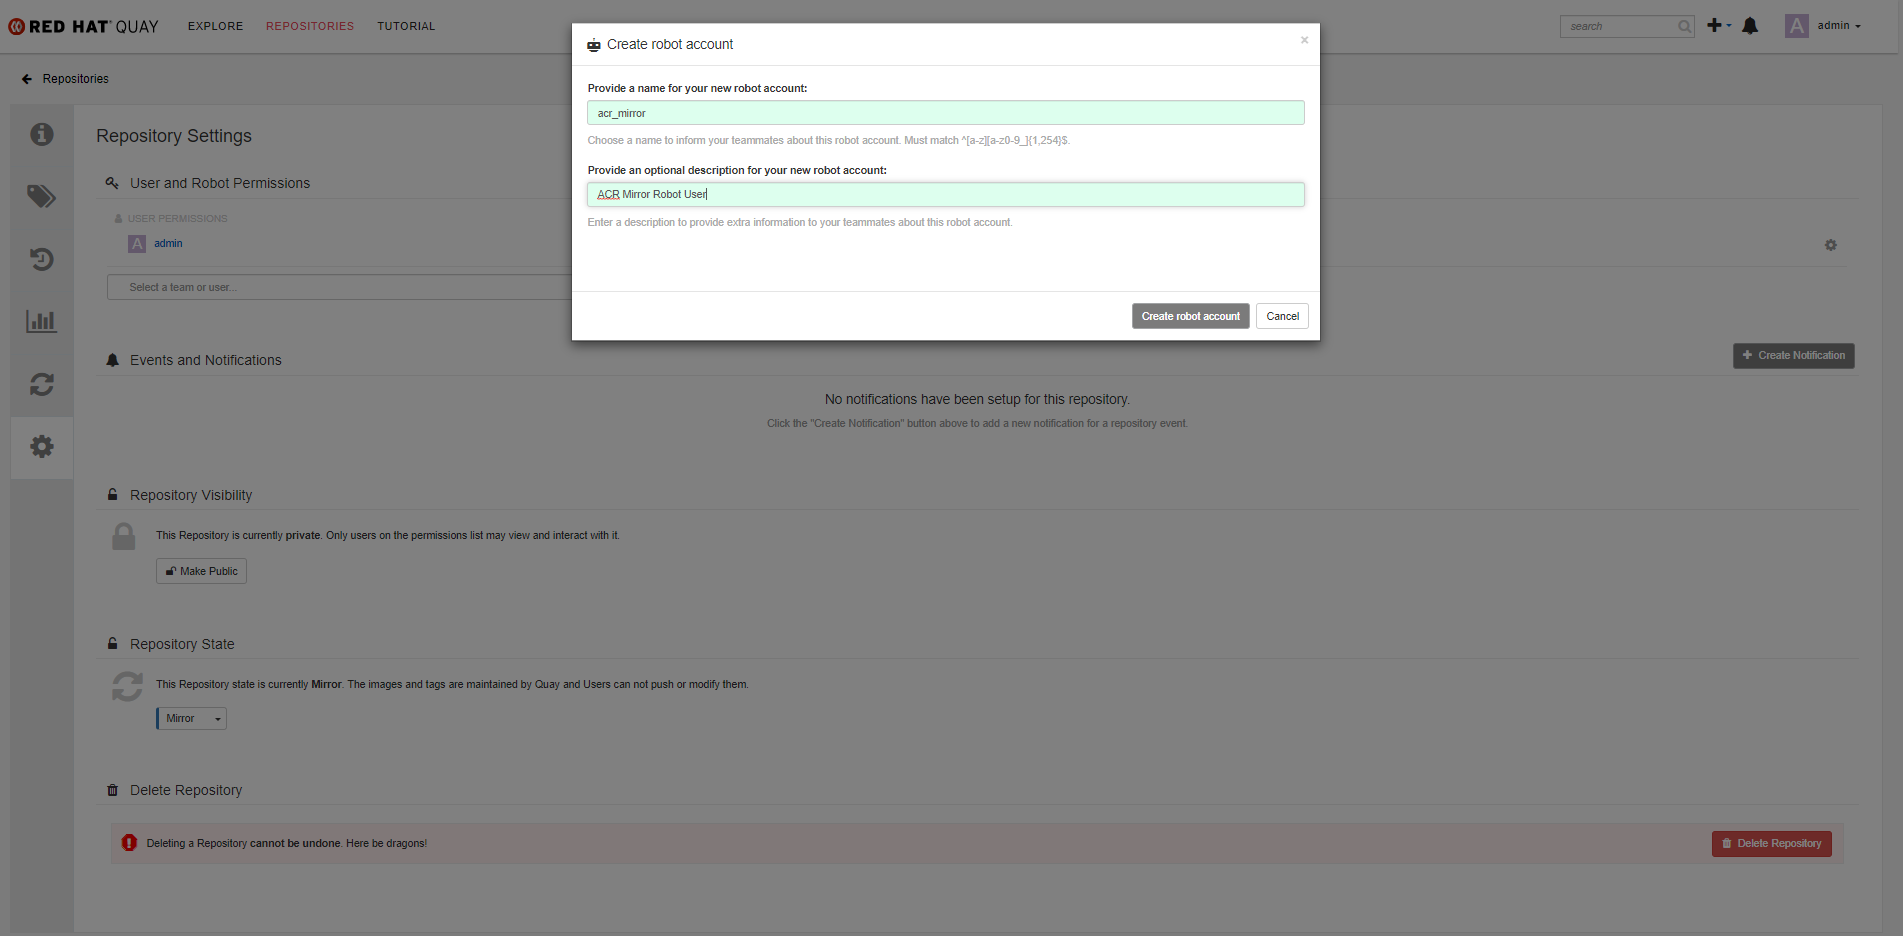 RED HAT QUAY EXPLORE REPOSITORIES TUTORIAL search A admin
Create robot account ×
Repositories
Provide a name for your new robot account:
acr_mirror
Choose a name to inform your teammates about this robot account. Must match ^[a-z][a-z0-9_]{1,254}$.
Provide an optional description for your new robot account:
ACR Mirror Robot User
Enter a description to provide extra information to your teammates about this robot account.
Create robot account Cancel
Repository Settings
User and Robot Permissions
USER PERMISSIONS
A admin
Select a team or user...
Events and Notifications
Create Notification
No notifications have been setup for this repository.
Click the "Create Notification" button above to add a new notification for a repository event.
Repository Visibility
This Repository is currently private. Only users on the permissions list may view and interact with it.
Make Public
Repository State
This Repository state is currently Mirror. The images and tags are maintained by Quay and Users can not push or modify them.
Mirror
Delete Repository
Deleting a Repository cannot be undone. Here be dragons!
Delete Repository